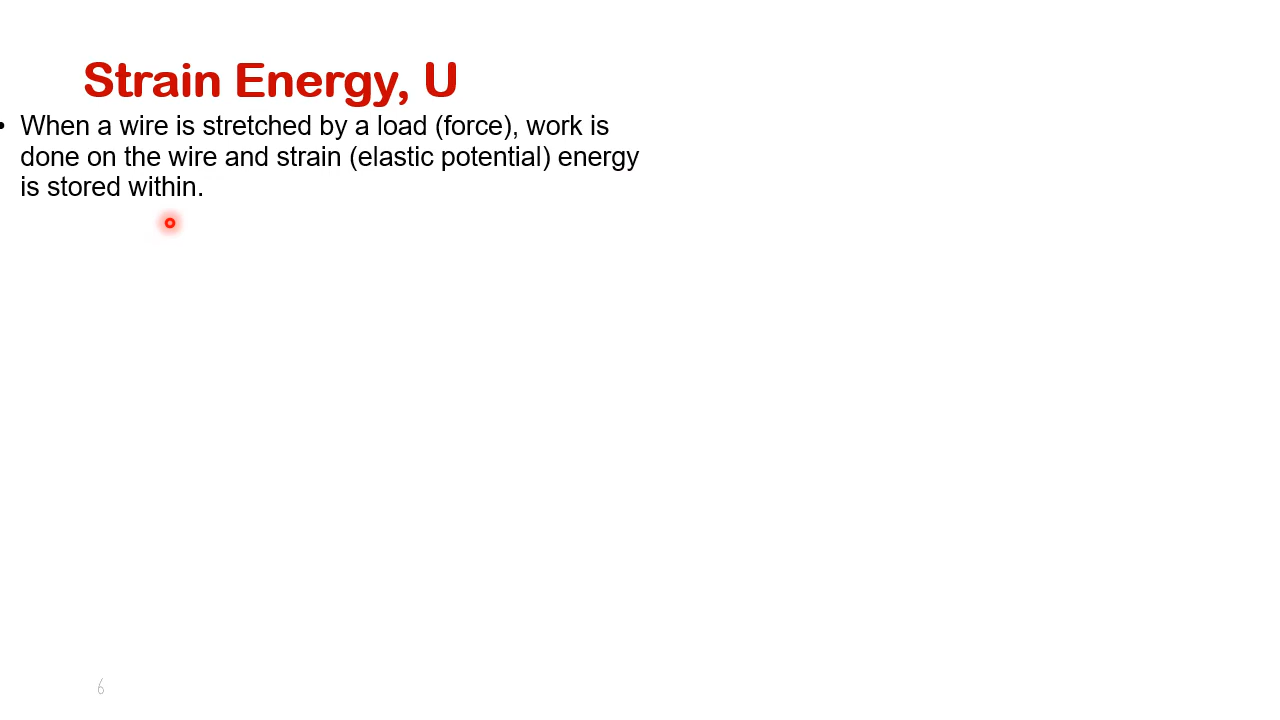 Strain Energy, U
• When a wire is stretched by a load (force), work is
done on the wire and strain (elastic potential) energy
is stored within.
6